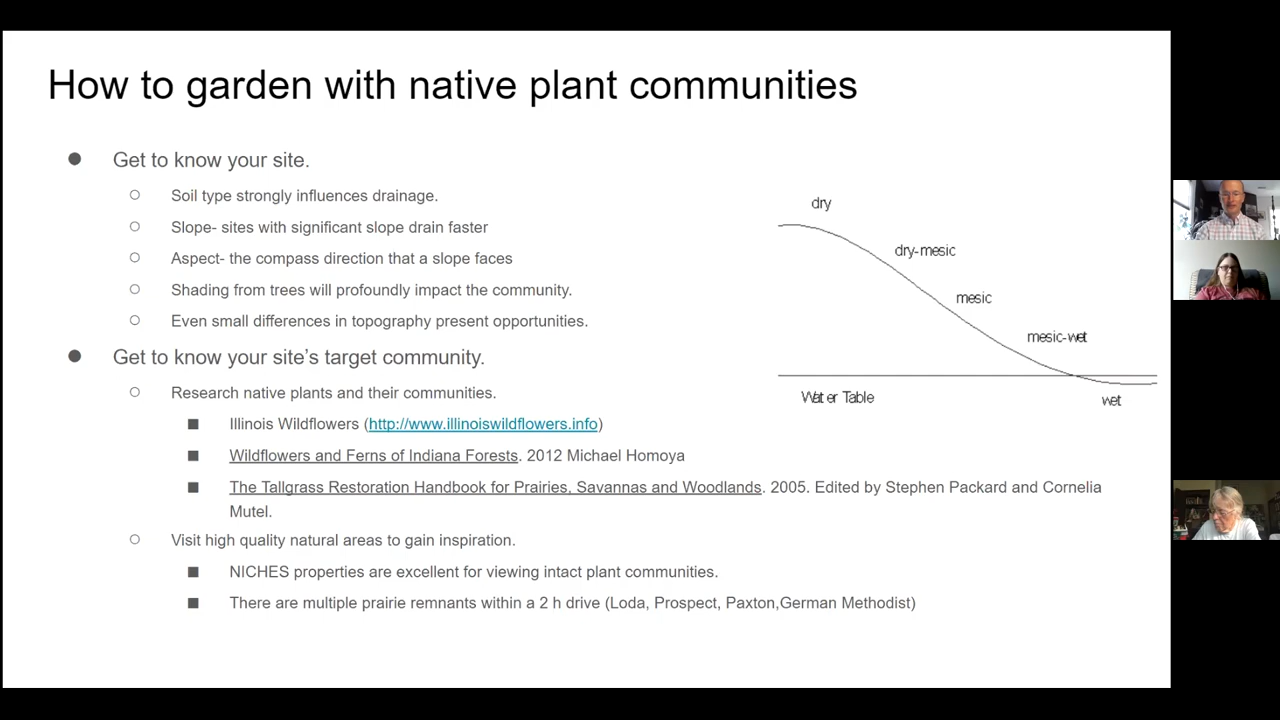 How to garden with native plant communities
● Get to know your site.
○ Soil type strongly influences drainage.
○ Slope- sites with significant slope drain faster
○ Aspect- the compass direction that a slope faces
○ Shading from trees will profoundly impact the community.
○ Even small differences in topography present opportunities.
● Get to know your site's target community.
○ Research native plants and their communities.
■ Illinois Wildflowers (http://www.illinoiswildflowers.info)
■ Wildflowers and Ferns of Indiana Forests. 2012 Michael Homoya
■ The Tallgrass Restoration Handbook for Prairies, Savannas and Woodlands. 2005. Edited by Stephen Packard and Cornelia
Mutel.
○ Visit high quality natural areas to gain inspiration.
■ NICHES properties are excellent for viewing intact plant communities.
■ There are multiple prairie remnants within a 2 h drive (Loda, Prospect, Paxton,German Methodist)
dry
dry-mesic
mesic
mesic-wet
Water Table
wet